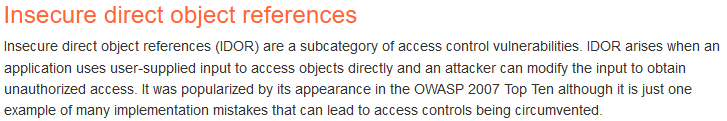 Insecure direct object references
Insecure direct object references (IDOR) are a subcategory of access control vulnerabilities. IDOR arises when an
application uses user-supplied input to access objects directly and an attacker can modify the input to obtain
unauthorized access. It was popularized by its appearance in the OWASP 2007 Top Ten although it is just one
example of many implementation mistakes that can lead to access controls being circumvented.